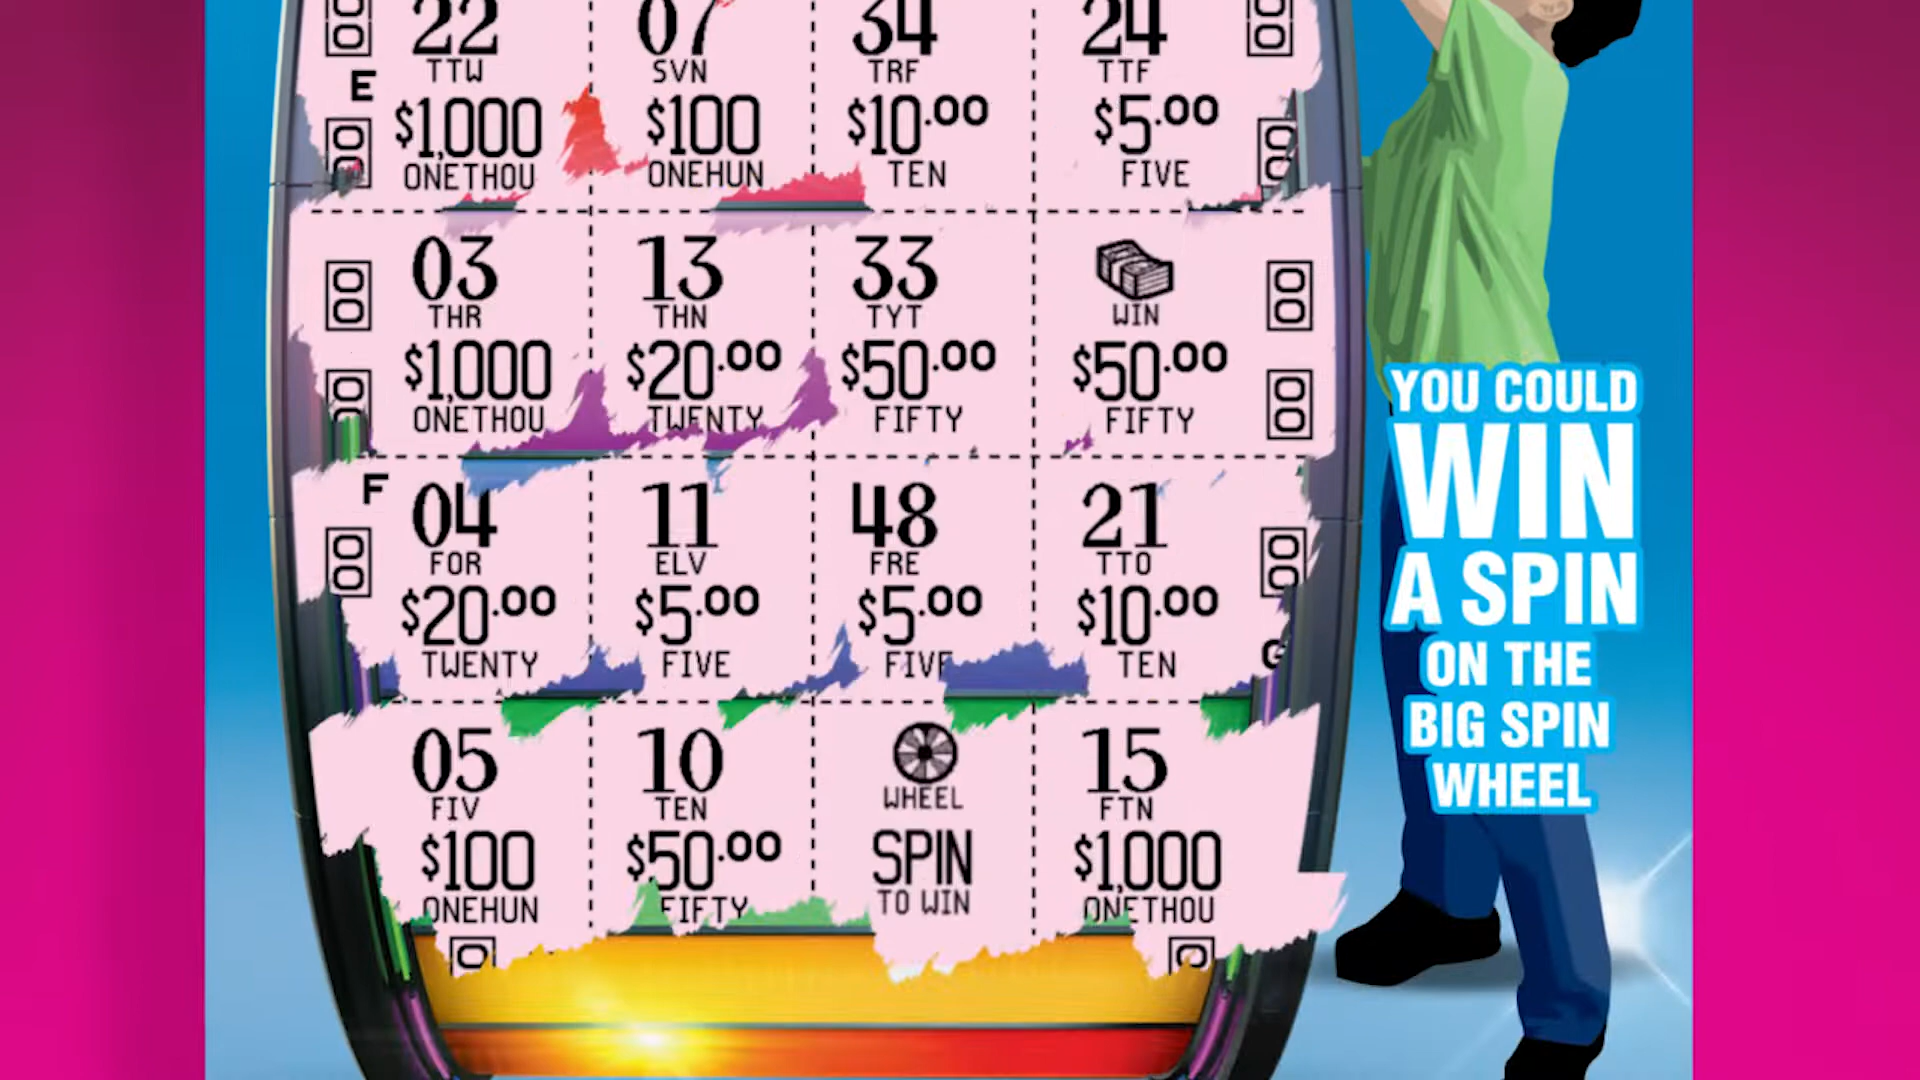 22 07 34 24
TTW SVN TRF TTF
E
$1,000 $100 $10.00 $5.00
ONETHOU ONEHUN TEN FIVE
03 13 33
THR THN TYT WIN
$1,000 $20.00 $50.00 $50.00
ONETHOU TWENTY FIFTY FIFTY
F 04 11 48 21
FOR ELV FRE TTO
$20.00 $5.00 $5.00 $10.00
TWENTY FIVE FIVE TEN G
05 10 15
FIV TEN WHEEL FTN
$100 $50.00 SPIN $1,000
ONEHUN FIFTY TO WIN ONETHOU
YOU COULD
WIN
A SPIN
ON THE
BIG SPIN
WHEEL